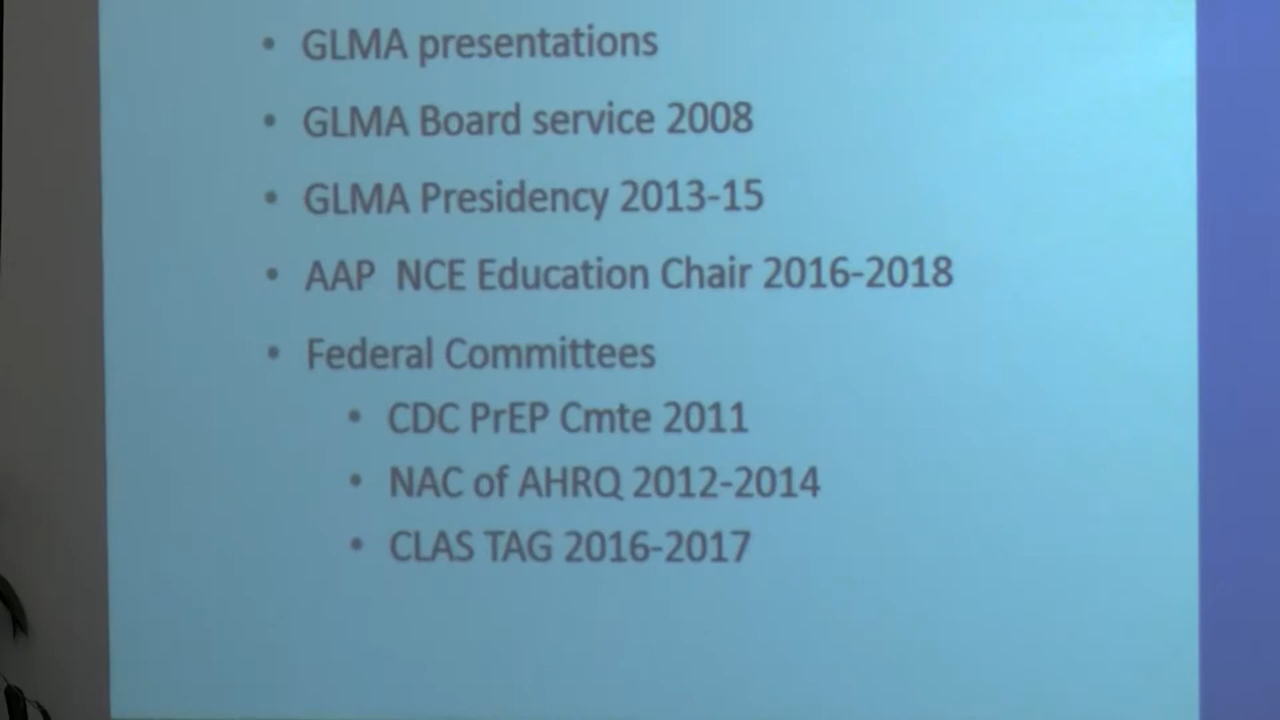 • GLMA presentations
• GLMA Board service 2008
• GLMA Presidency 2013-15
• AAP NCE Education Chair 2016-2018
• Federal Committees
• CDC PrEP Cmte 2011
• NAC of AHRQ 2012-2014
• CLAS TAG 2016-2017